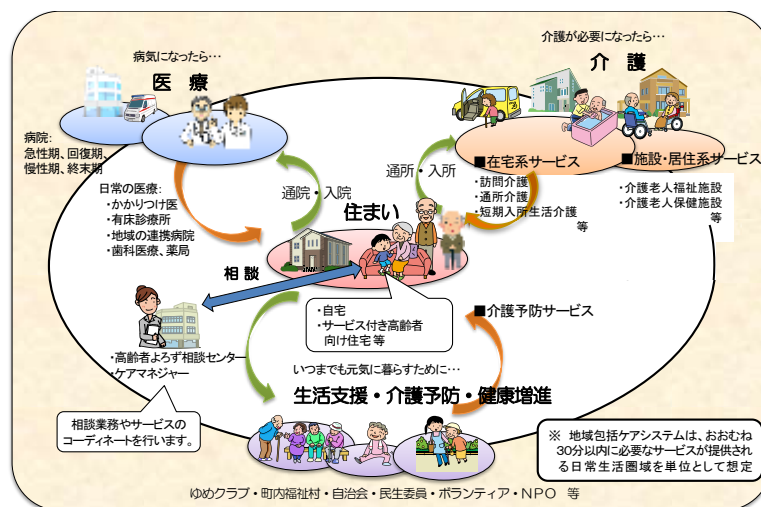 病気になったら…
医 療
介護が必要になったら…
介 護
病院:
急性期、回復期、
慢性期、終末期
■在宅系サービス
・訪問介護
・通所介護
・短期入所生活介護
等
■施設・居住系サービス
・介護老人福祉施設
・介護老人保健施設
等
日常の医療:
・かかりつけ医
・有床診療所
・地域の連携病院
・歯科医療、薬局
通院・入院
通所・入所
住まい
相 談
・自宅
・サービス付き高齢者
向け住宅 等
■介護予防サービス
・高齢者よろず相談センター
・ケアマネジャー
相談業務やサービスの
コーディネートを行います。
いつまでも元気に暮らすために…
生活支援・介護予防・健康増進
※ 地域包括ケアシステムは、おおむね
30分以内に必要なサービスが提供され
る日常生活圏域を単位として想定
ゆめクラブ・町内福祉村・自治会・民生委員・ボランティア・NPO 等